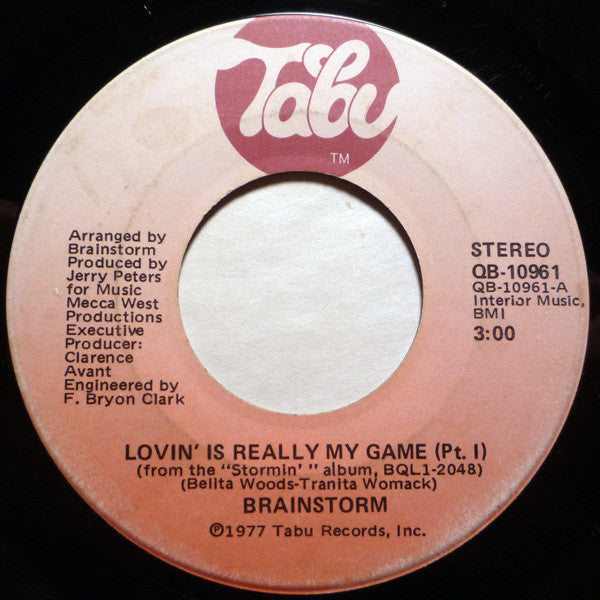 Tabu
TM
Arranged by
Brainstorm
Produced by
Jerry Peters
for Music
Mecca West
Productions
Executive
Producer:
Clarence
Avant
Engineered by
F. Bryon Clark
STEREO
QB-10961
QB-10961-A
Interior Music,
BMI
3:00
LOVIN' IS REALLY MY GAME (Pt. I)
(from the "Stormin' " album, BQL1-2048)
(Belita Woods-Tranita Womack)
BRAINSTORM
℗1977 Tabu Records, Inc.